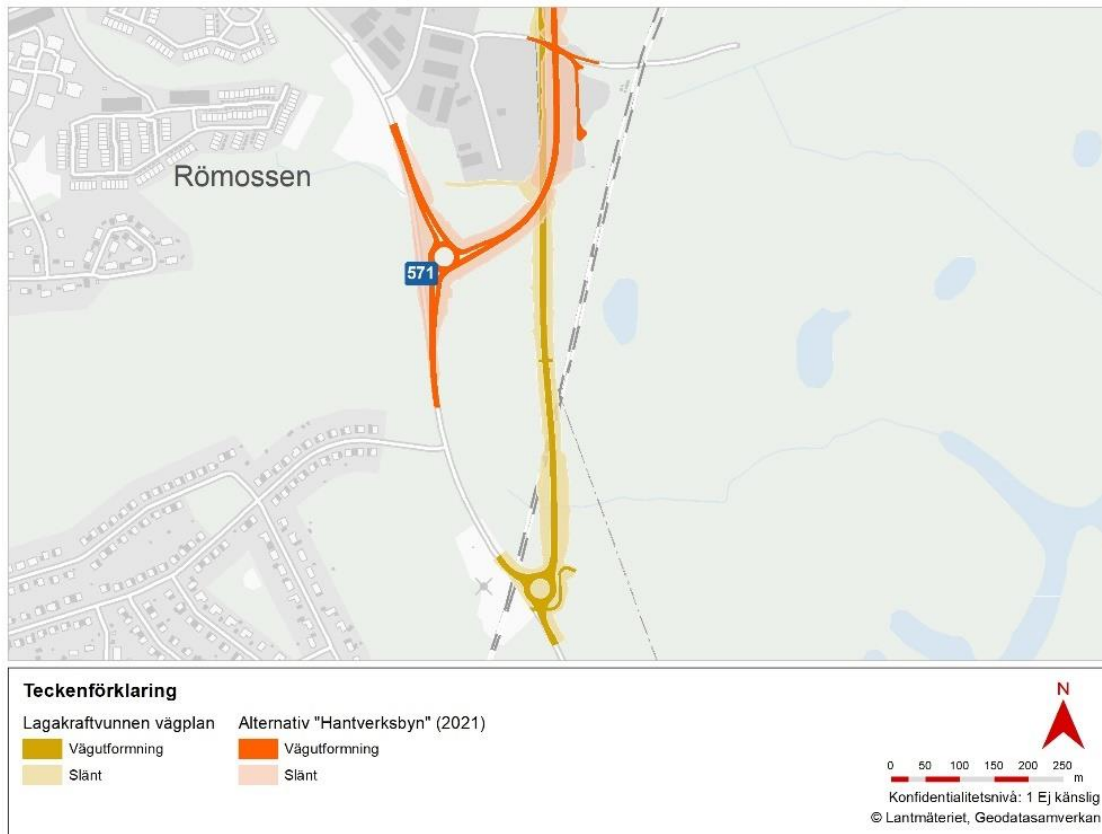 Römossen
571
Teckenförklaring
Lagakraftvunnen vägplan
Vägutformning
Slänt
Alternativ "Hantverksbyn" (2021)
Vägutformning
Slänt
N
0 50 100 150 200 250
m
Konfidentialitetsnivå: 1 Ej känslig
© Lantmäteriet, Geodatasamverkan